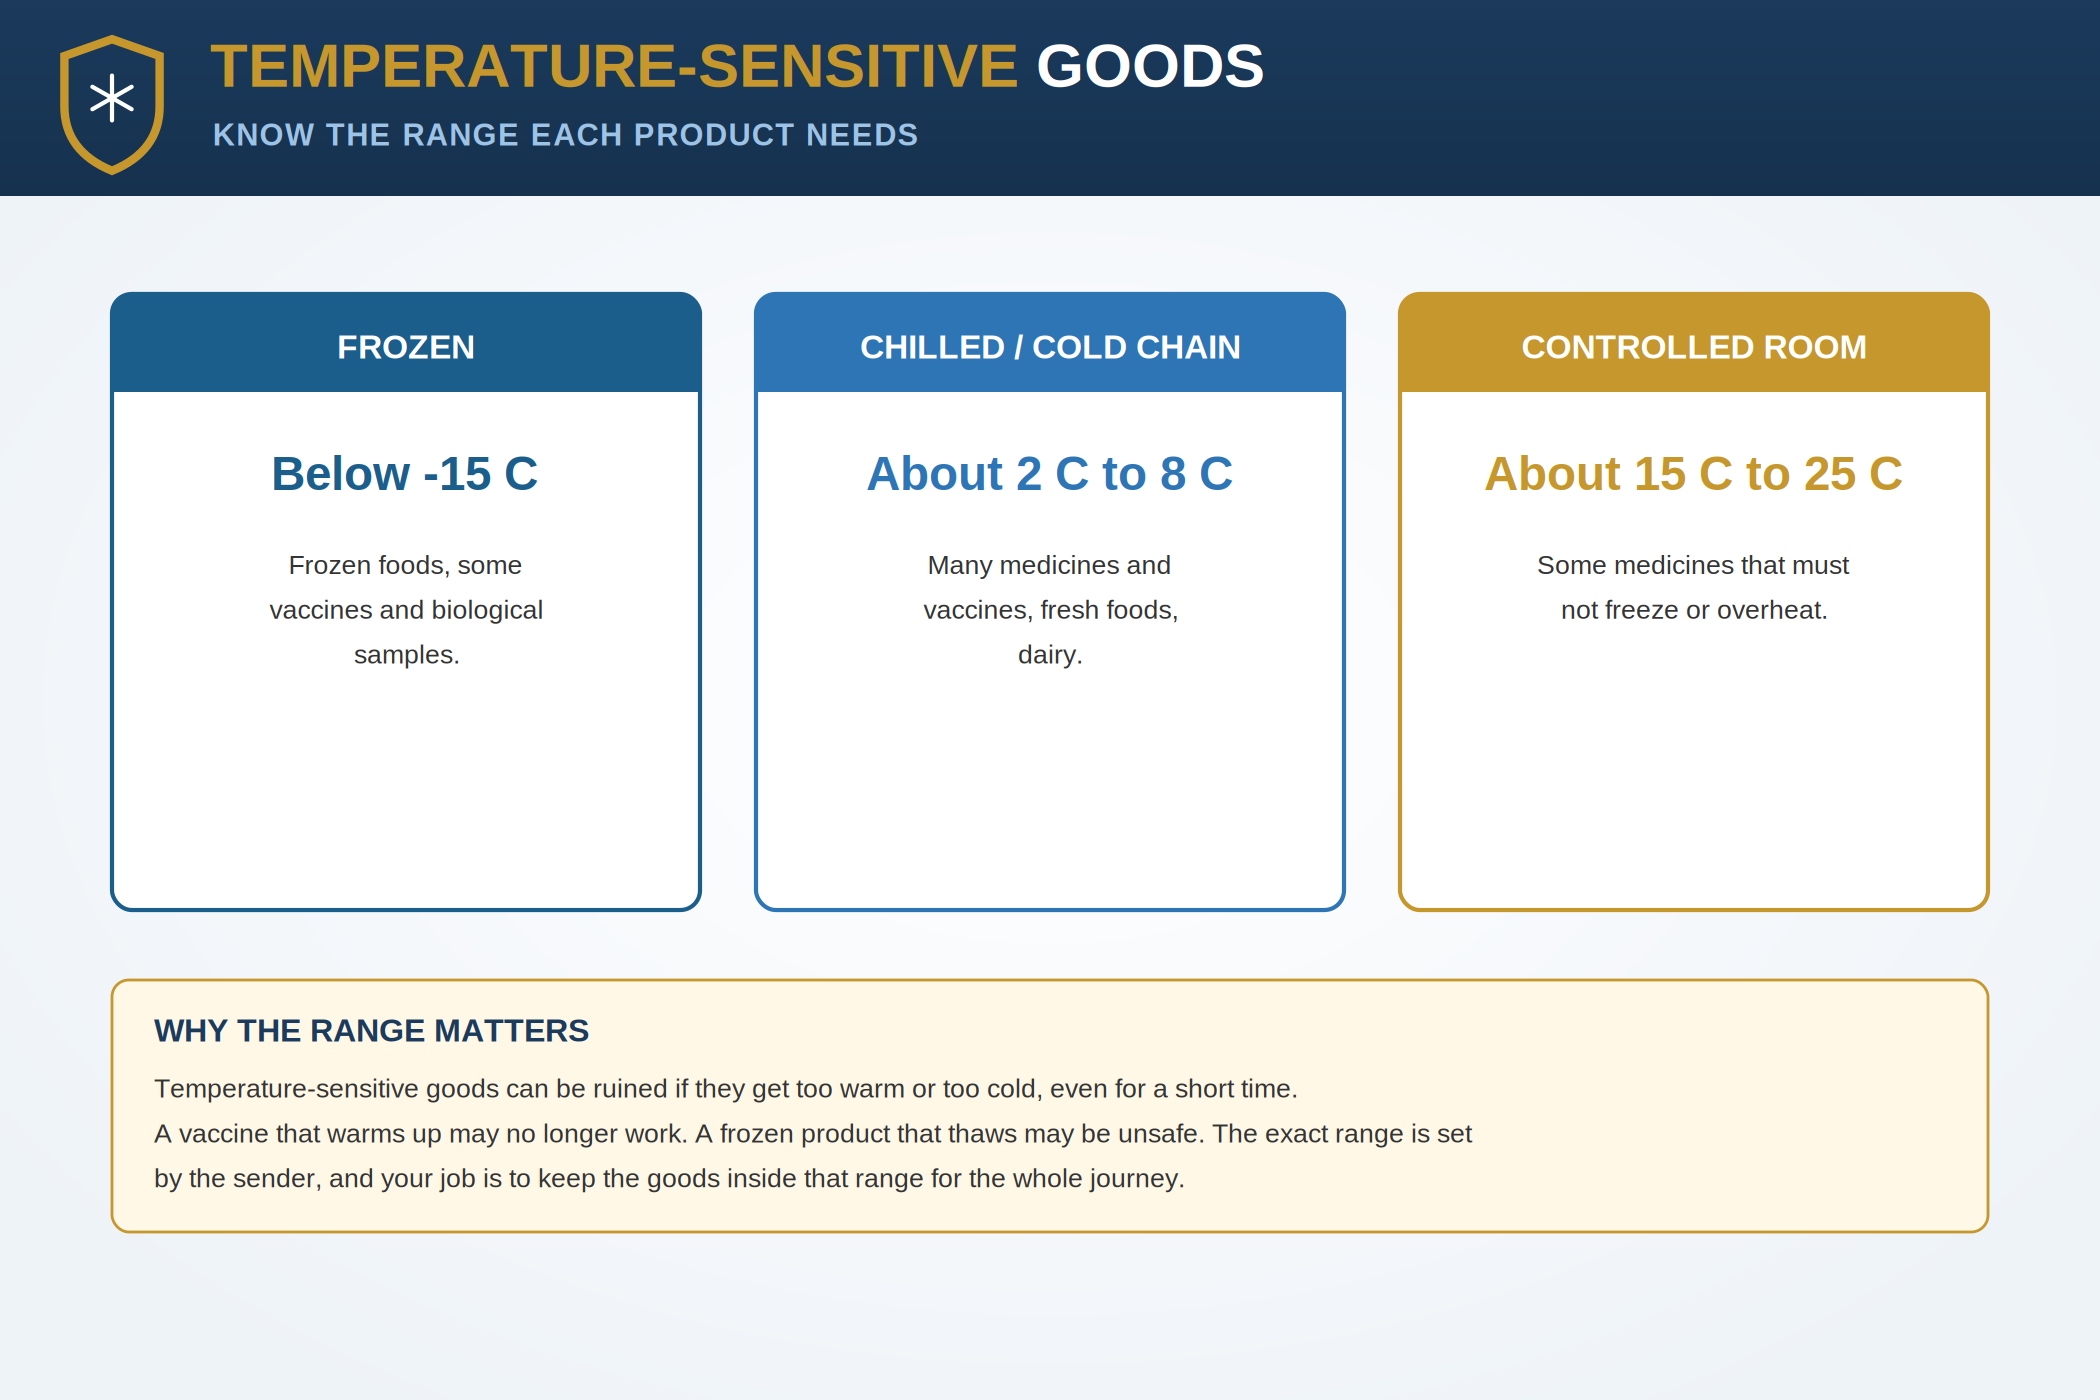 TEMPERATURE-SENSITIVE GOODS
KNOW THE RANGE EACH PRODUCT NEEDS
FROZEN
Below -15 C
Frozen foods, some
vaccines and biological
samples.
CHILLED / COLD CHAIN
About 2 C to 8 C
Many medicines and
vaccines, fresh foods,
dairy.
CONTROLLED ROOM
About 15 C to 25 C
Some medicines that must
not freeze or overheat.
WHY THE RANGE MATTERS
Temperature-sensitive goods can be ruined if they get too warm or too cold, even for a short time.
A vaccine that warms up may no longer work. A frozen product that thaws may be unsafe. The exact range is set
by the sender, and your job is to keep the goods inside that range for the whole journey.